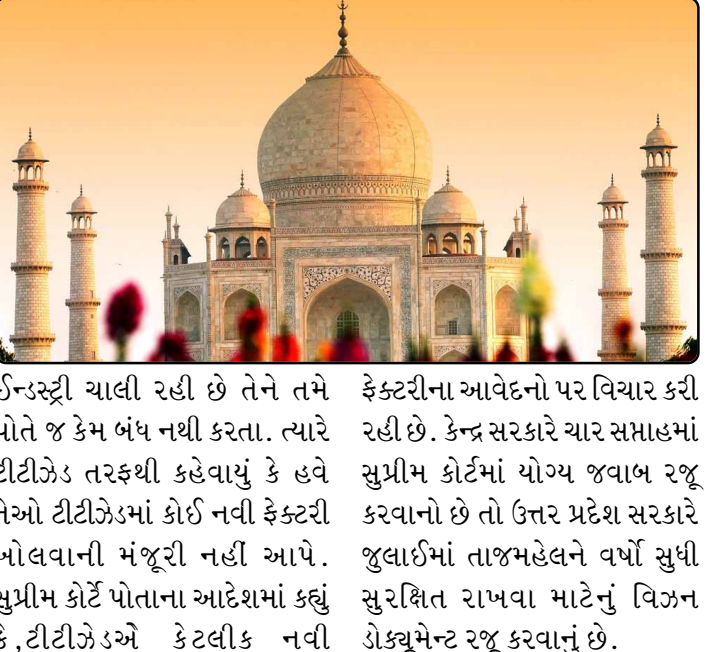 ઈન્ડસ્ટ્રી ચાલી રહી છે તેને તમે
પોતે જ કેમ બંધ નથી કરતા. ત્યારે
ટીટીઝેડ તરફથી કહેવાયું કે હવે
તેઓ ટીટીઝેડમાં કોઈ નવી ફેક્ટરી
ખોલવાની મંજૂરી નહીં આપે.
સુપ્રીમ કોર્ટે પોતાના આદેશમાં કહ્યું
કે,ટીટીઝેડએ કેટલીક નવી
ફેક્ટરીના આવેદનો પર વિચાર કરી
રહી છે. કેન્દ્ર સરકારે ચાર સપ્તાહમાં
સુપ્રીમ કોર્ટમાં યોગ્ય જવાબ રજૂ
કરવાનો છે તો ઉત્તર પ્રદેશ સરકારે
જુલાઈમાં તાજમહેલને વર્ષો સુધી
સુરક્ષિત રાખવા માટેનું વિઝન
ડોક્યુમેન્ટ રજૂ કરવાનું છે.